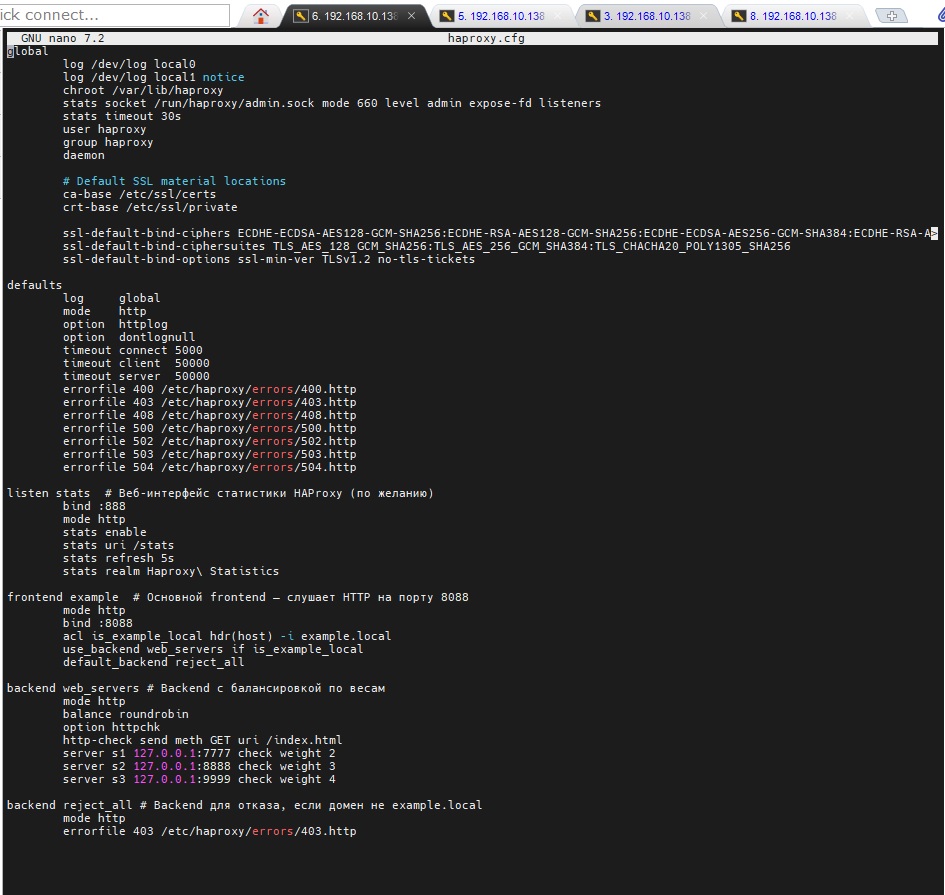 ick connect...
6. 192.168.10.138
5. 192.168.10.138
3. 192.168.10.138
8. 192.168.10.138
GNU nano 7.2 haproxy.cfg
global
log /dev/log local0
log /dev/log local1 notice
chroot /var/lib/haproxy
stats socket /run/haproxy/admin.sock mode 660 level admin expose-fd listeners
stats timeout 30s
user haproxy
group haproxy
daemon
# Default SSL material locations
ca-base /etc/ssl/certs
crt-base /etc/ssl/private
ssl-default-bind-ciphers ECDHE-ECDSA-AES128-GCM-SHA256:ECDHE-RSA-AES128-GCM-SHA256:ECDHE-ECDSA-AES256-GCM-SHA384:ECDHE-RSA-A>
ssl-default-bind-ciphersuites TLS_AES_128_GCM_SHA256:TLS_AES_256_GCM_SHA384:TLS_CHACHA20_POLY1305_SHA256
ssl-default-bind-options ssl-min-ver TLSv1.2 no-tls-tickets
defaults
log global
mode http
option httplog
option dontlognull
timeout connect 5000
timeout client 50000
timeout server 50000
errorfile 400 /etc/haproxy/errors/400.http
errorfile 403 /etc/haproxy/errors/403.http
errorfile 408 /etc/haproxy/errors/408.http
errorfile 500 /etc/haproxy/errors/500.http
errorfile 502 /etc/haproxy/errors/502.http
errorfile 503 /etc/haproxy/errors/503.http
errorfile 504 /etc/haproxy/errors/504.http
listen stats # Веб-интерфейс статистики HAProxy (по желанию)
bind :888
mode http
stats enable
stats uri /stats
stats refresh 5s
stats realm Haproxy\ Statistics
frontend example # Основной frontend — слушает HTTP на порту 8088
mode http
bind :8088
acl is_example_local hdr(host) -i example.local
use_backend web_servers if is_example_local
default_backend reject_all
backend web_servers # Backend с балансировкой по весам
mode http
balance roundrobin
option httpchk
http-check send meth GET uri /index.html
server s1 127.0.0.1:7777 check weight 2
server s2 127.0.0.1:8888 check weight 3
server s3 127.0.0.1:9999 check weight 4
backend reject_all # Backend для отказа, если домен не example.local
mode http
errorfile 403 /etc/haproxy/errors/403.http